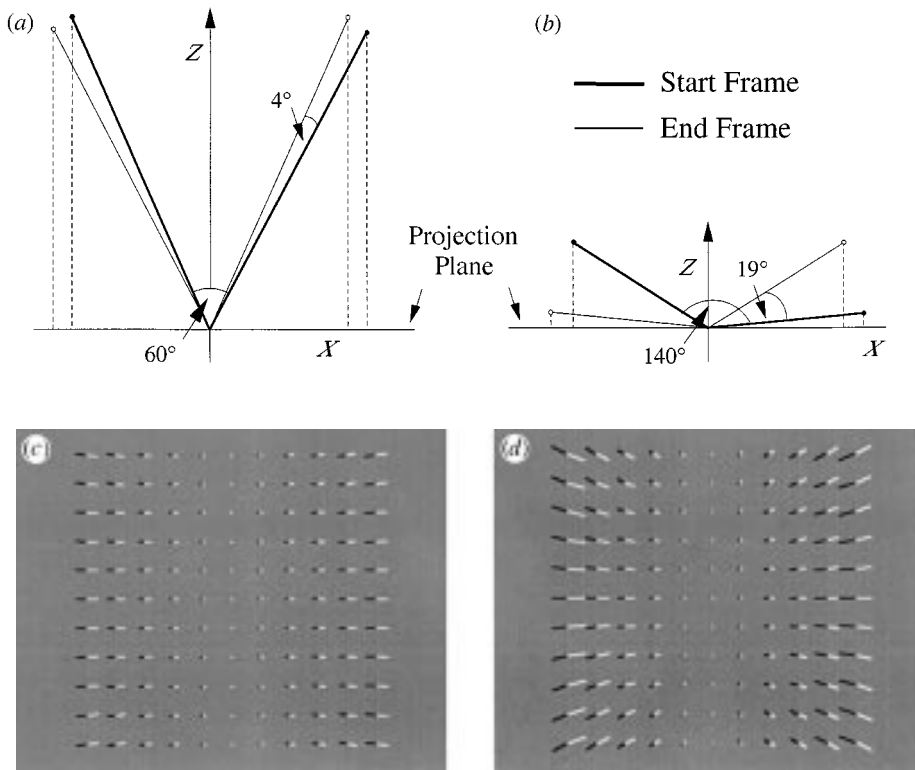 (a)
Z
4°
Projection
Plane
60°
X
(b)
Start Frame
End Frame
Z
19°
140°
X
(c)
(d)